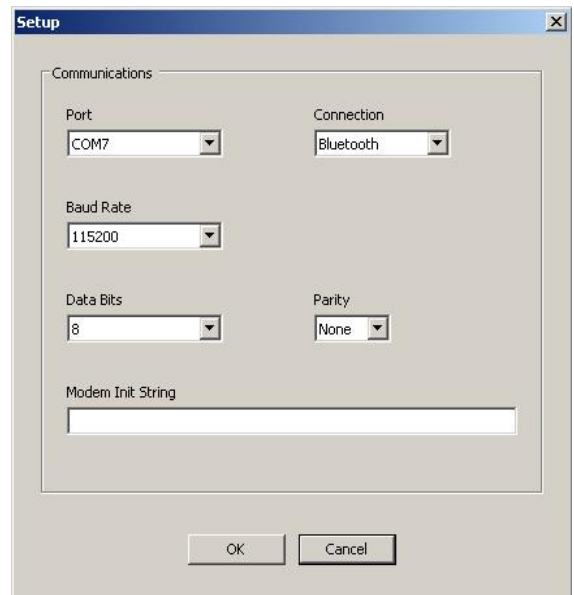 Setup
Communications
Port
Connection
COM7
Bluetooth
Baud Rate
115200
Data Bits
Parity
8
None
Modem Init String
OK
Cancel